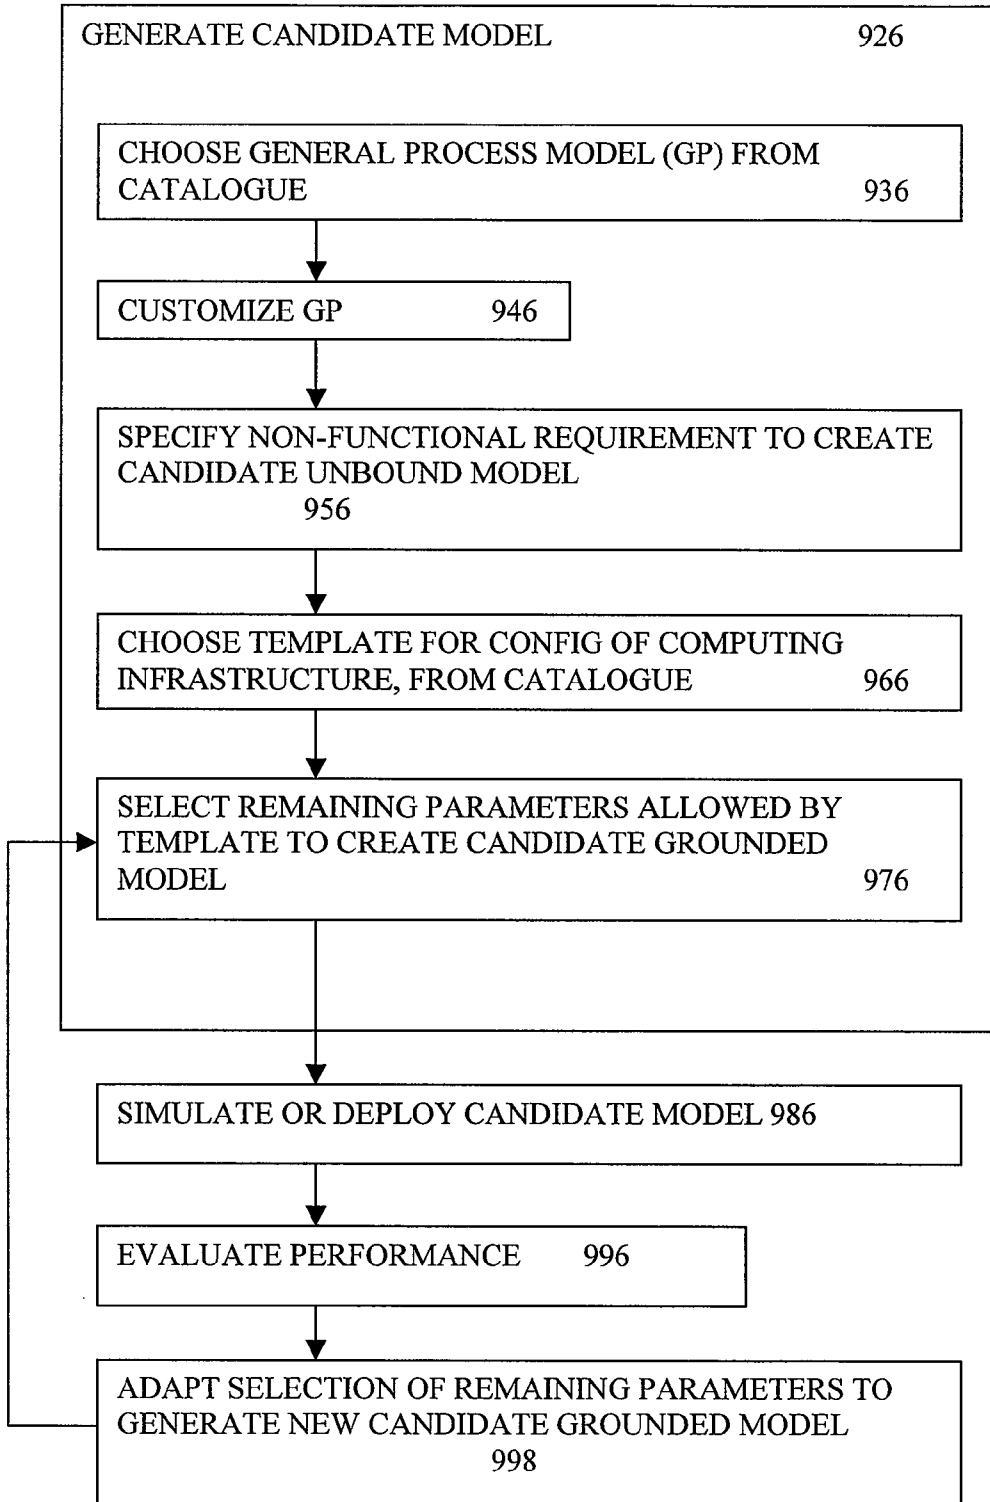 GENERATE CANDIDATE MODEL 926
CHOOSE GENERAL PROCESS MODEL (GP) FROM
CATALOGUE 936
CUSTOMIZE GP 946
SPECIFY NON-FUNCTIONAL REQUIREMENT TO CREATE
CANDIDATE UNBOUND MODEL
956
CHOOSE TEMPLATE FOR CONFIG OF COMPUTING
INFRASTRUCTURE, FROM CATALOGUE 966
SELECT REMAINING PARAMETERS ALLOWED BY
TEMPLATE TO CREATE CANDIDATE GROUNDED
MODEL 976
SIMULATE OR DEPLOY CANDIDATE MODEL 986
EVALUATE PERFORMANCE 996
ADAPT SELECTION OF REMAINING PARAMETERS TO
GENERATE NEW CANDIDATE GROUNDED MODEL
998